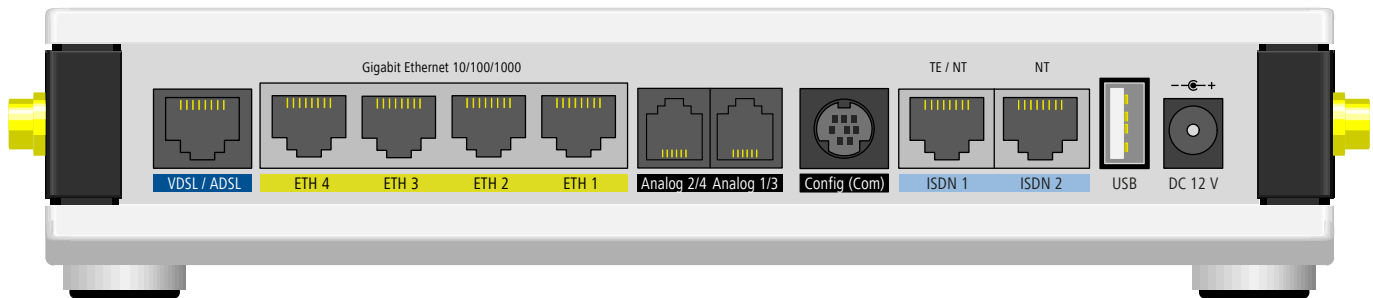 Gigabit Ethernet 10/100/1000
TE / NT
NT
VDSL / ADSL
ETH 4
ETH 3
ETH 2
ETH 1
Analog 2/4
Analog 1/3
Config (Com)
ISDN 1
ISDN 2
USB
DC 12 V